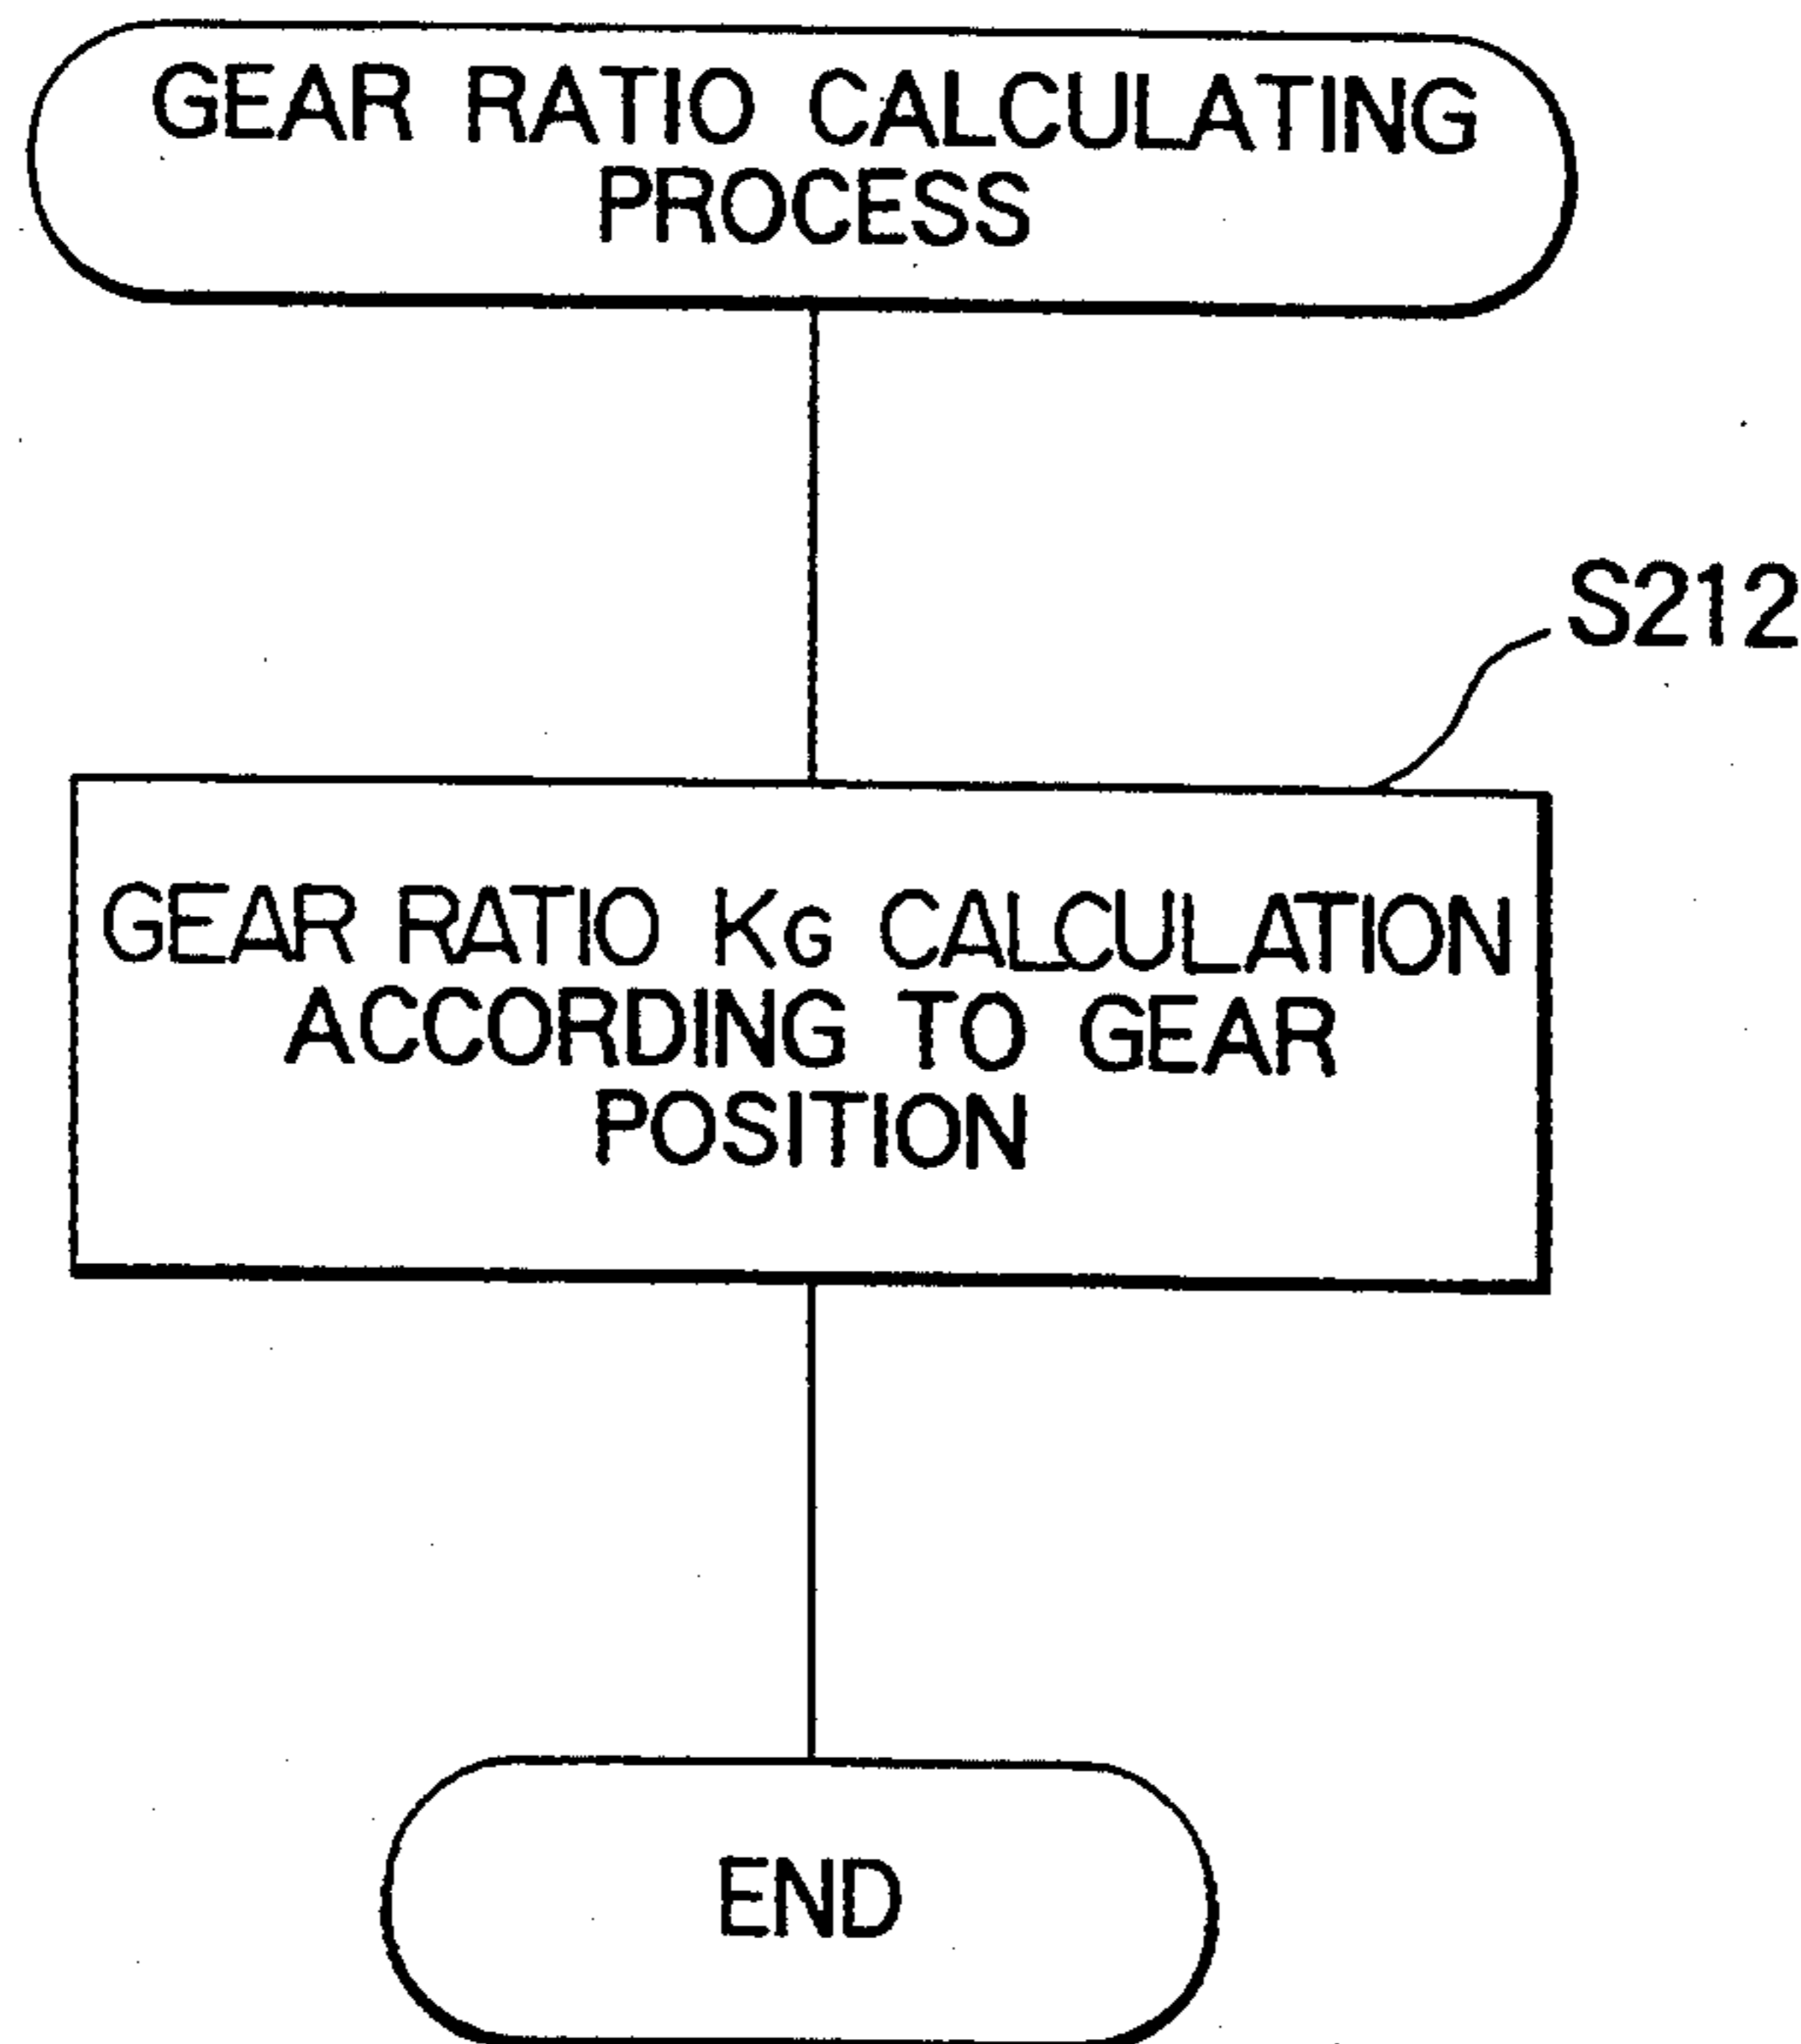 GEAR RATIO CALCULATING
PROCESS
S212
GEAR RATIO KG CALCULATION
ACCORDING TO GEAR
POSITION
END